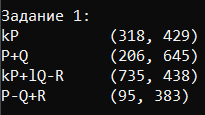 Задание 1:
kP (318, 429)
P+Q (206, 645)
kP+lQ-R (735, 438)
P-Q+R (95, 383)